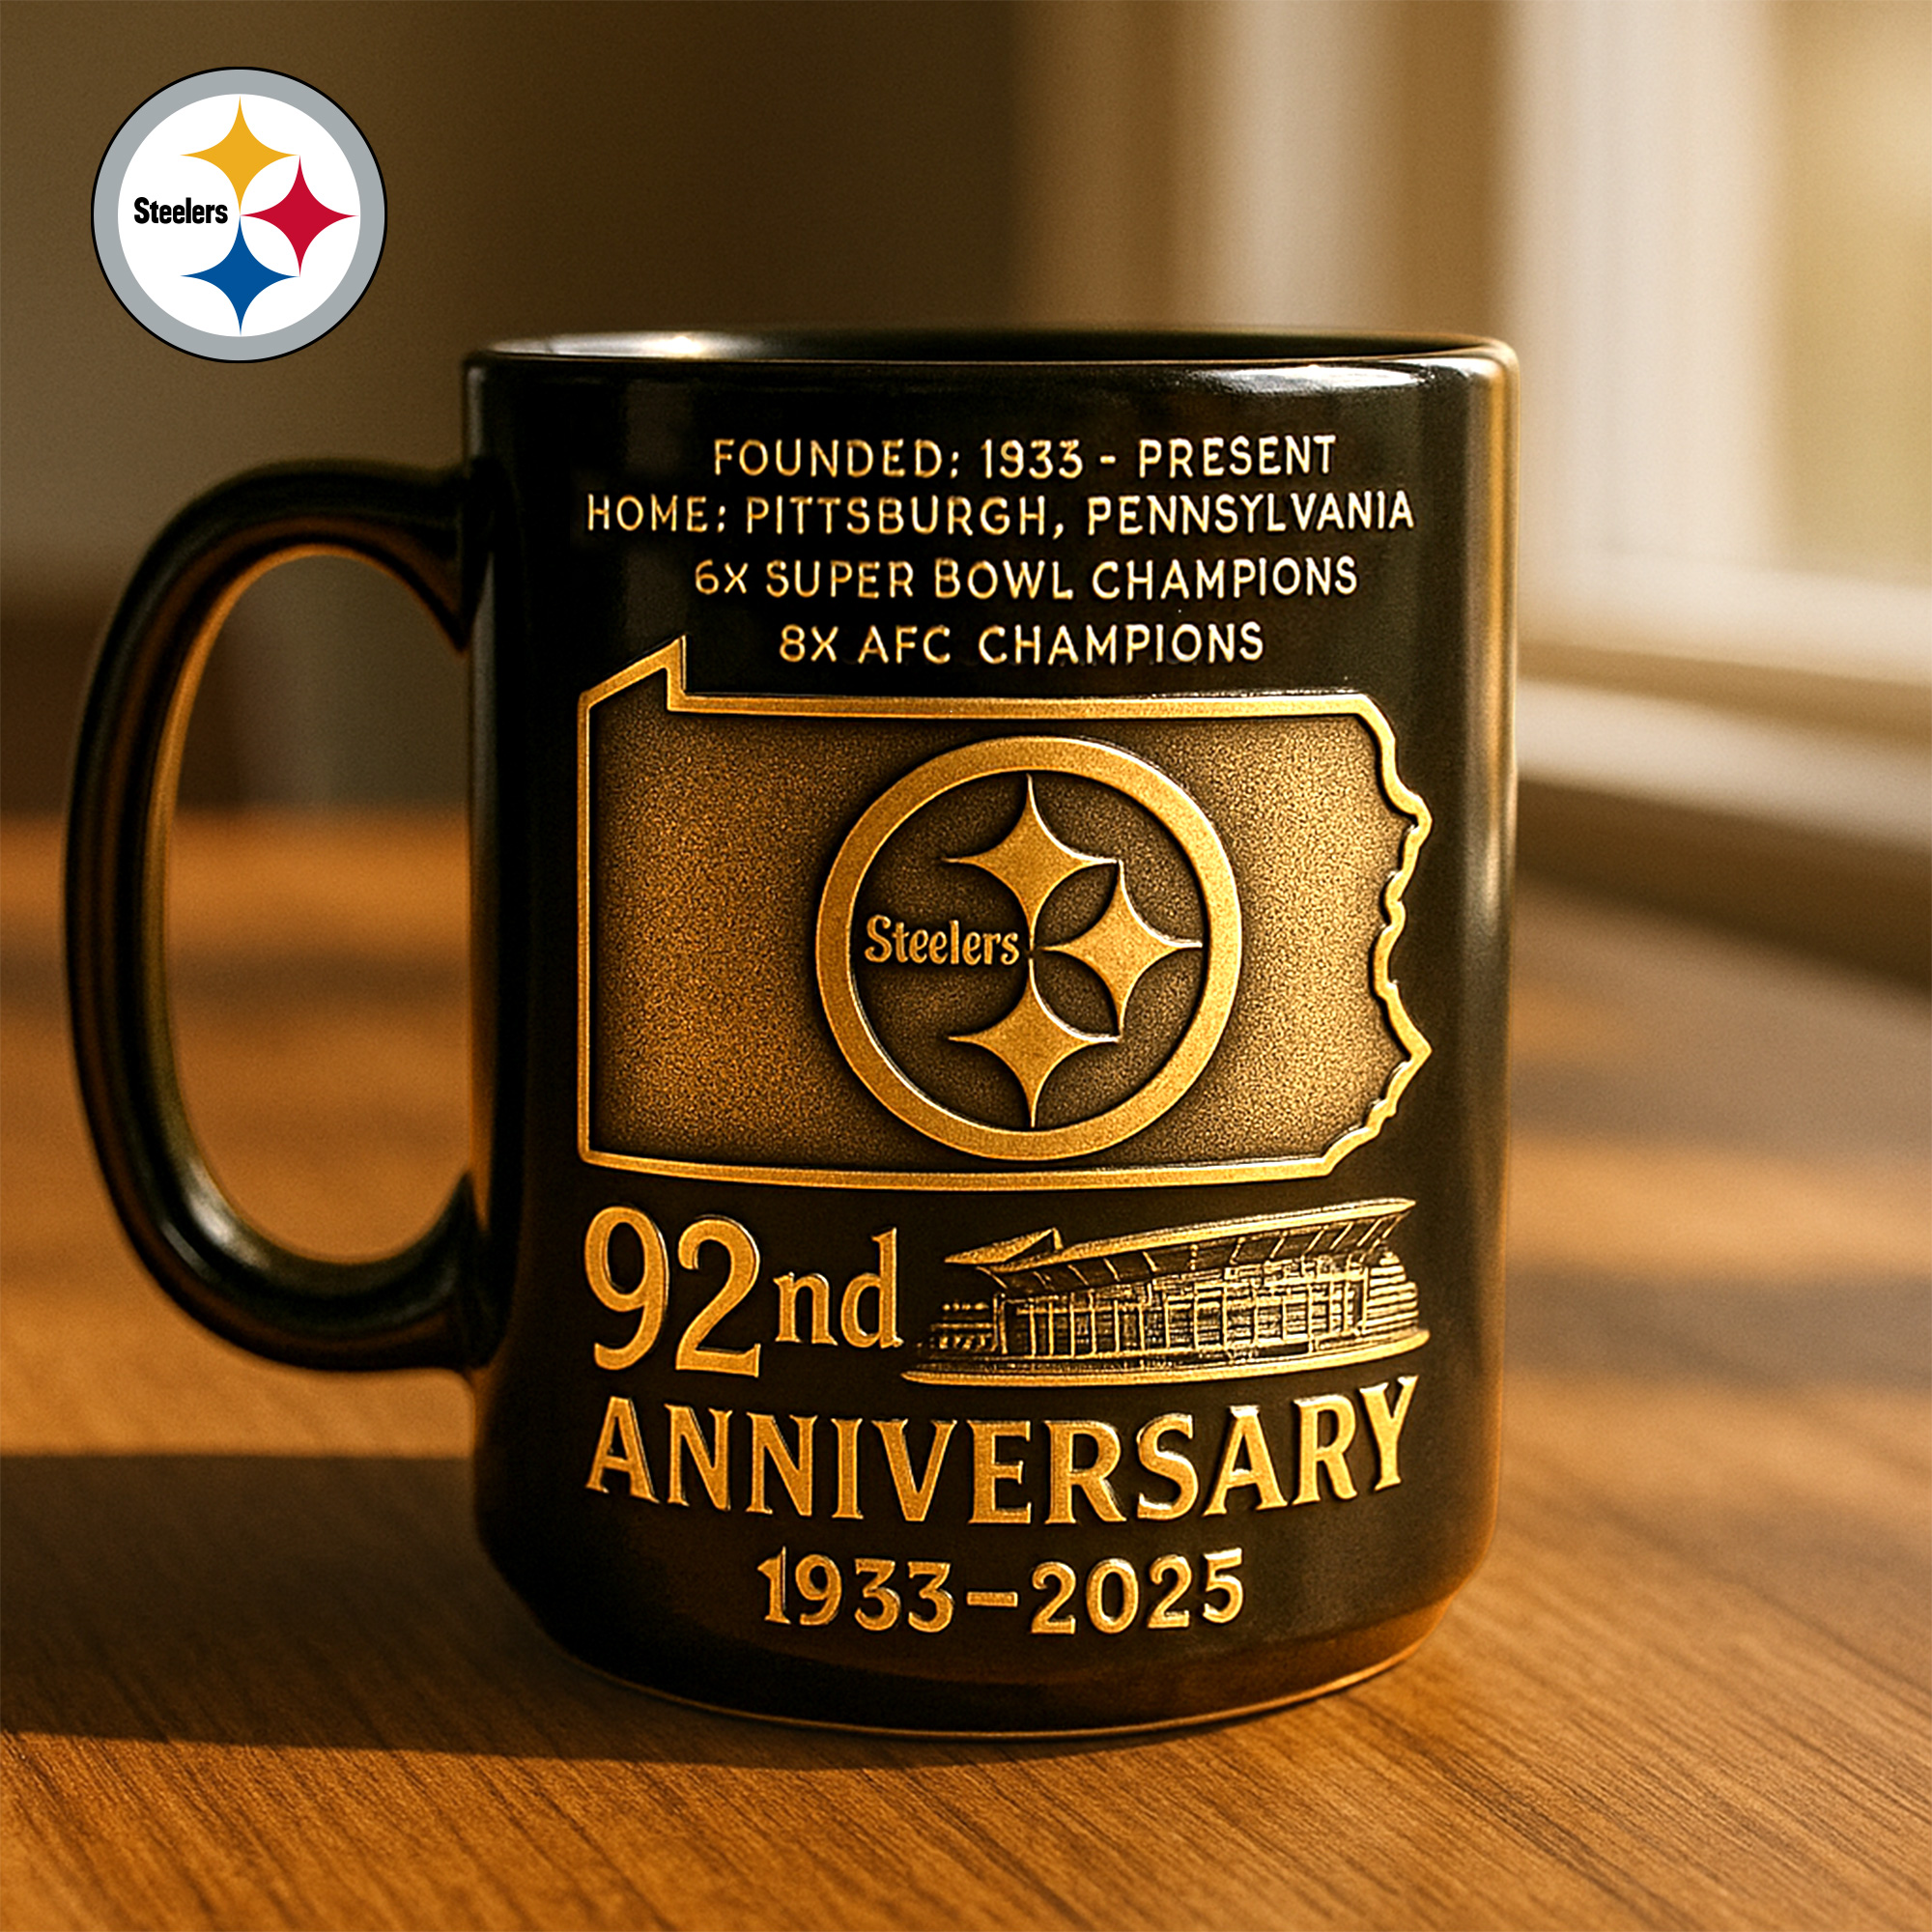 Steelers
FOUNDED: 1933 - PRESENT
HOME: PITTSBURGH, PENNSYLVANIA
6X SUPER BOWL CHAMPIONS
8X AFC CHAMPIONS
Steelers
92nd
ANNIVERSARY
1933–2025